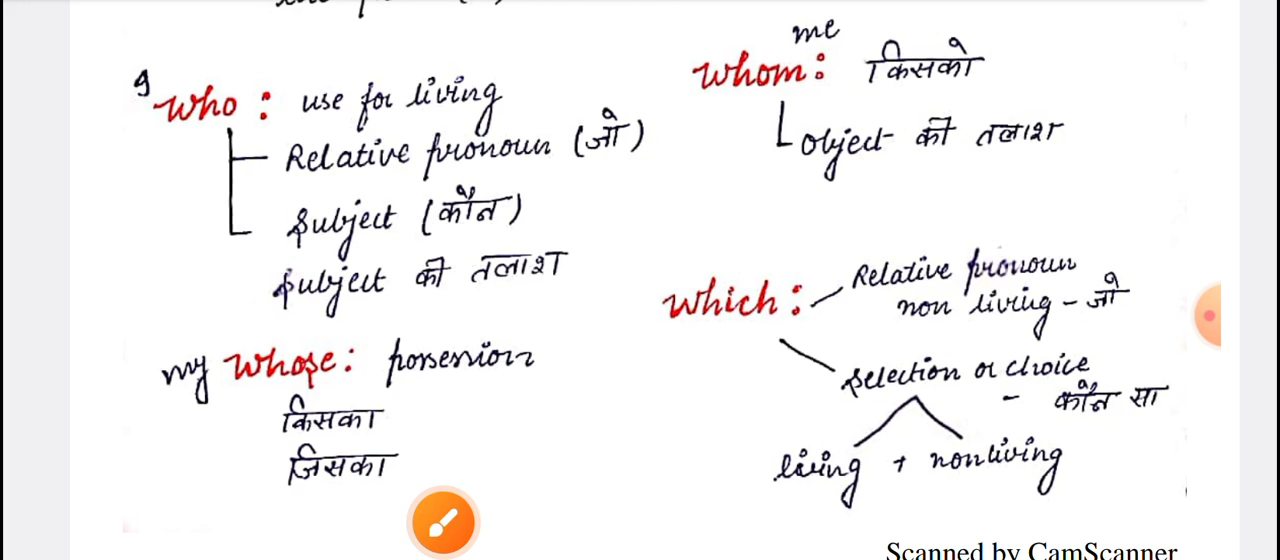 9 Who : use for living
Relative pronoun (जो)
Subject (कौन)
Subject की तलाश
my Whose : possession
किसका
जिसका
me
Whom : किसको
object की तलाश
Which : Relative pronoun
non living - जो
selection or choice
- कौन सा
living + nonliving
Scanned by CamScanner